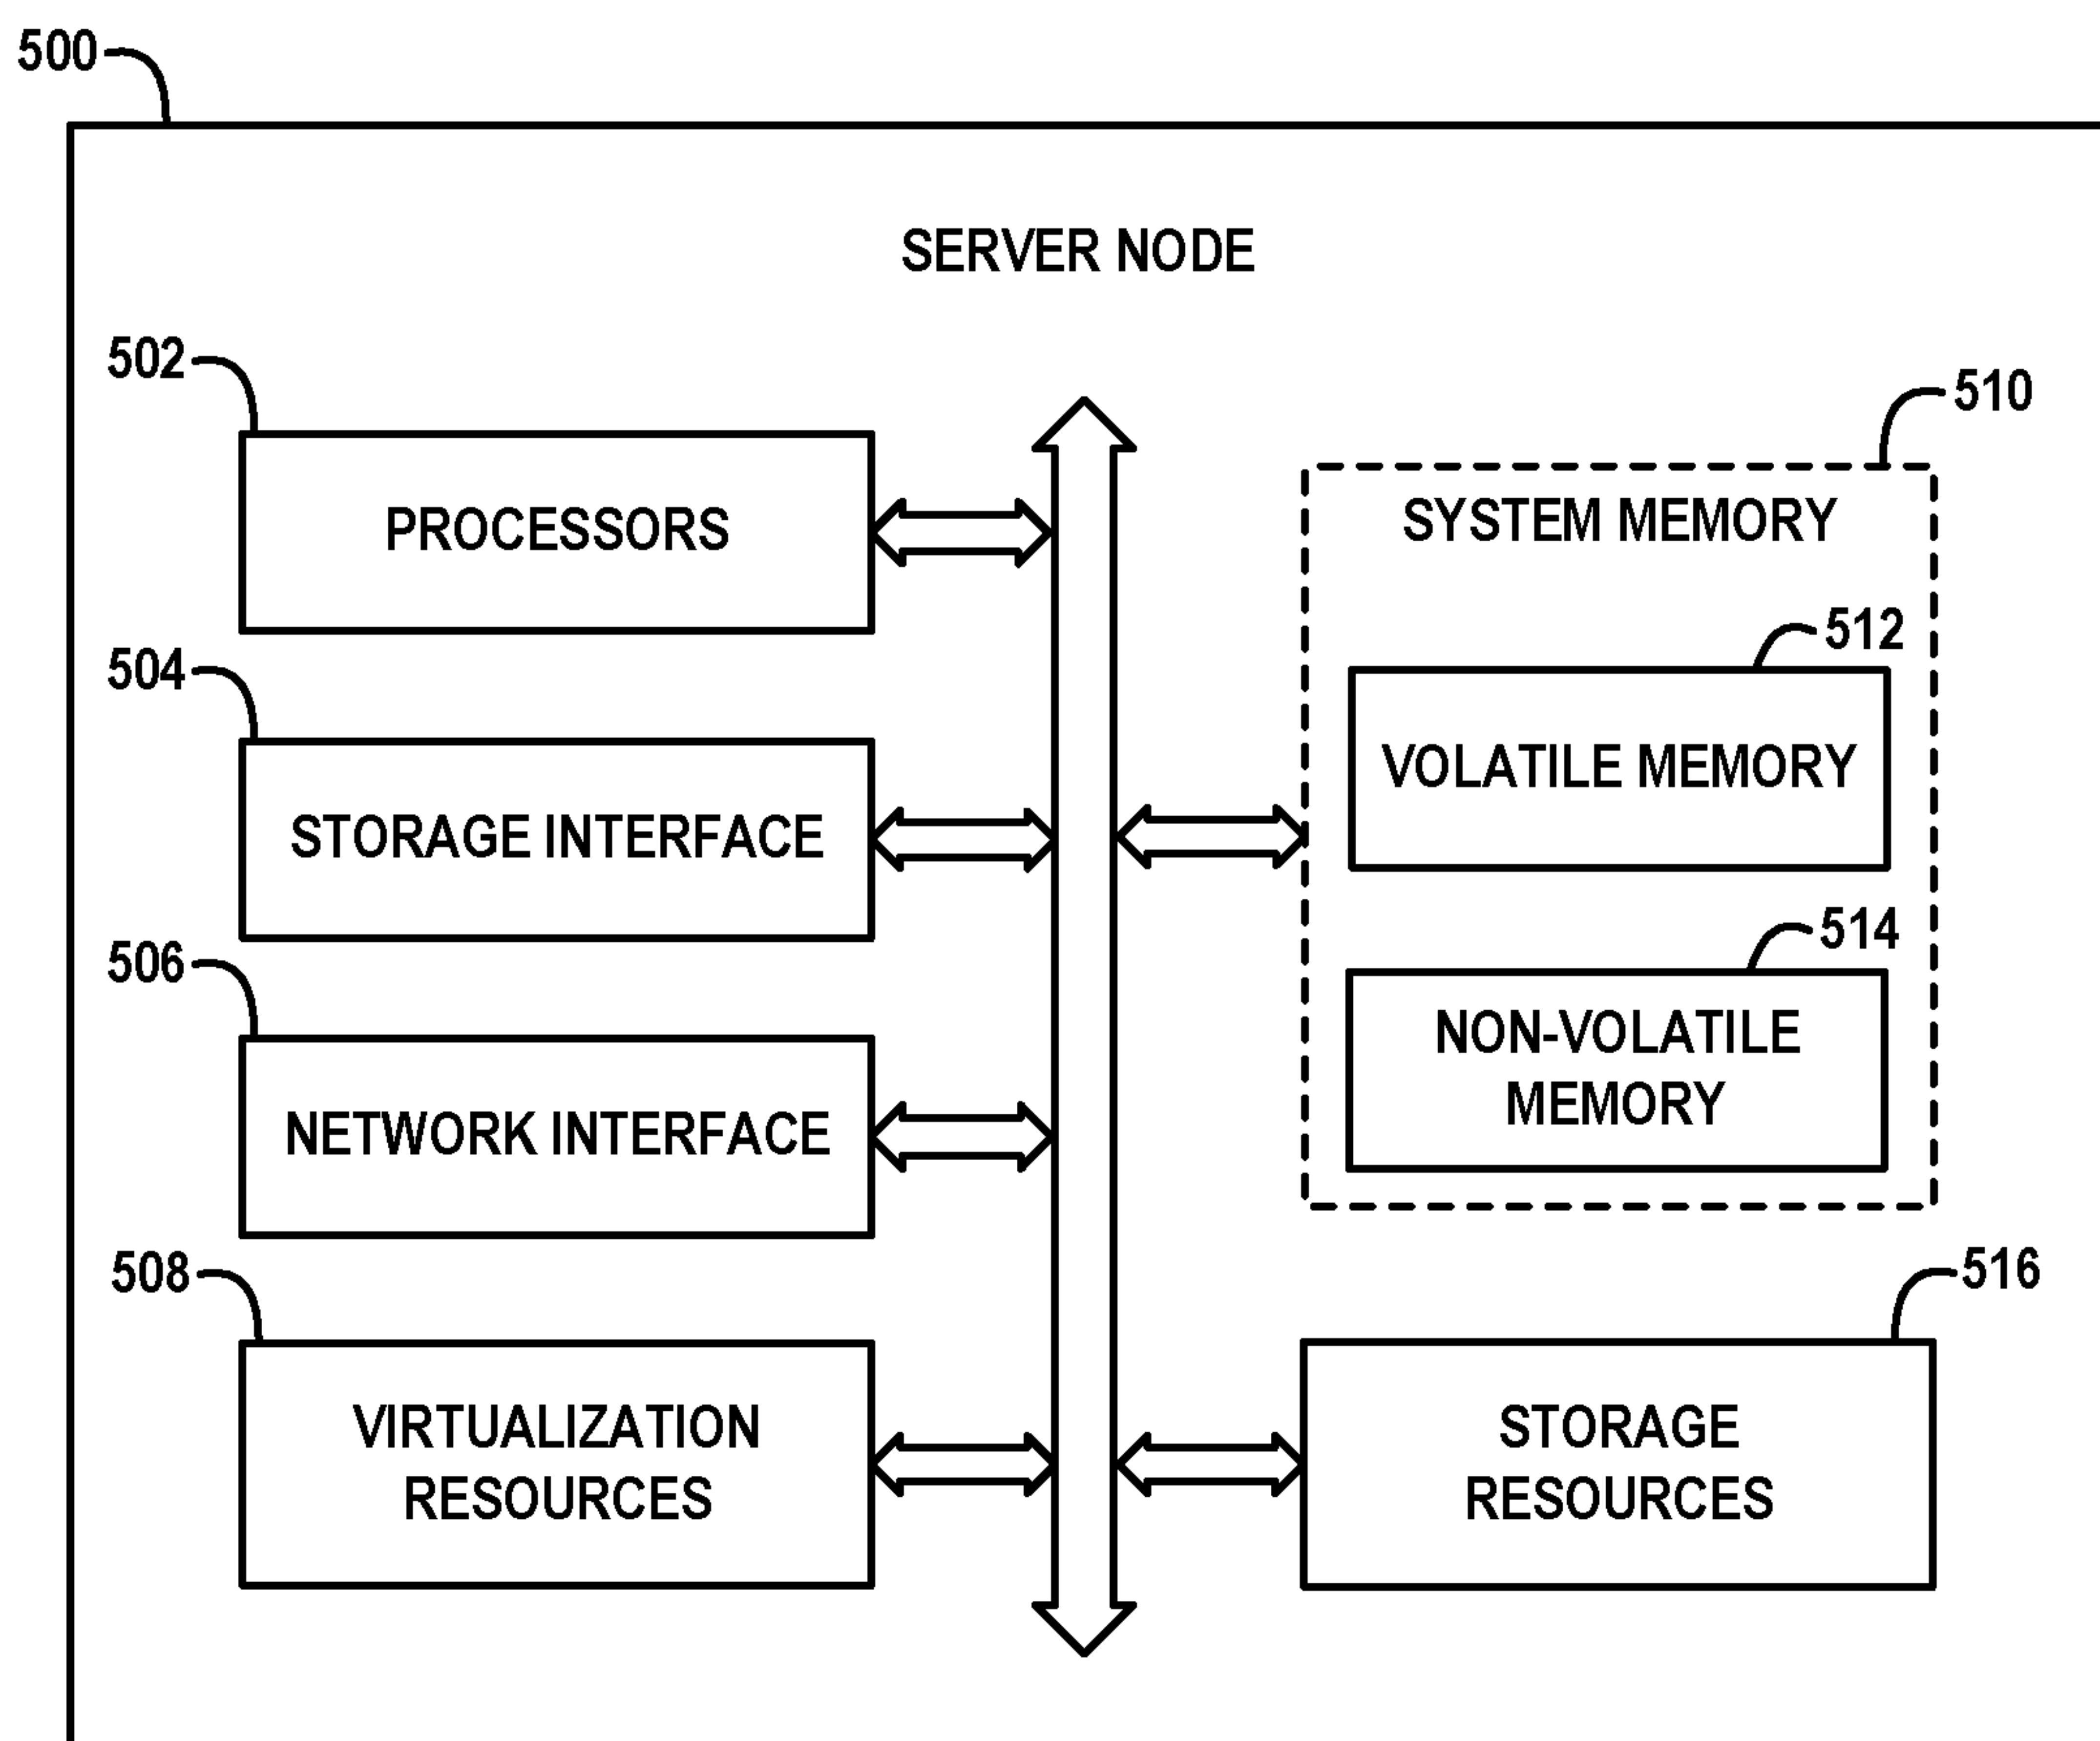 500
SERVER NODE
502
PROCESSORS
504
STORAGE INTERFACE
506
NETWORK INTERFACE
508
VIRTUALIZATION
RESOURCES
510
SYSTEM MEMORY
512
VOLATILE MEMORY
514
NON-VOLATILE
MEMORY
516
STORAGE
RESOURCES